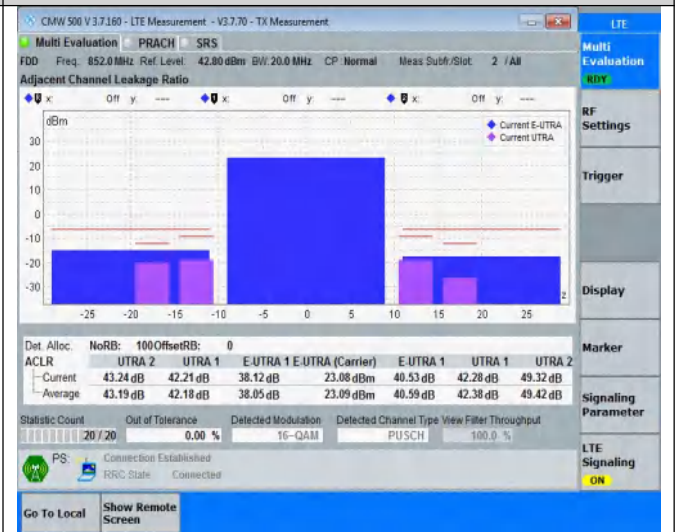 CMW 500 V 3.7.160 - LTE Measurement - V3.7.70 - TX Measurement
LTE
Multi Evaluation PRACH SRS
Multi Evaluation
RDY
FDD Freq.: 852.0 MHz Ref. Level: 42.80 dBm BW: 20.0 MHz CP: Normal Meas Subfr./Slot: 2 / All
Adjacent Channel Leakage Ratio
x: Off y: --- x: Off y: --- x: Off y: ---
RF Settings
dBm
Current E-UTRA
Current UTRA
30
20
10
0
-10
-20
-30
Trigger
Display
z
-25 -20 -15 -10 -5 0 5 10 15 20 25
Marker
Det. Alloc. NoRB: 100 OffsetRB: 0
ACLR UTRA 2 UTRA 1 E-UTRA 1 E-UTRA (Carrier) E-UTRA 1 UTRA 1 UTRA 2
Current 43.24 dB 42.21 dB 38.12 dB 23.08 dBm 40.53 dB 42.28 dB 49.32 dB
Average 43.19 dB 42.18 dB 38.05 dB 23.09 dBm 40.59 dB 42.38 dB 49.42 dB
Signaling Parameter
Statistic Count Out of Tolerance Detected Modulation Detected Channel Type View Filter Throughput
20 / 20 0.00 % 16-QAM PUSCH 100.0 %
PS: Connection Established
RRC State Connected
LTE Signaling
ON
Go To Local
Show Remote Screen